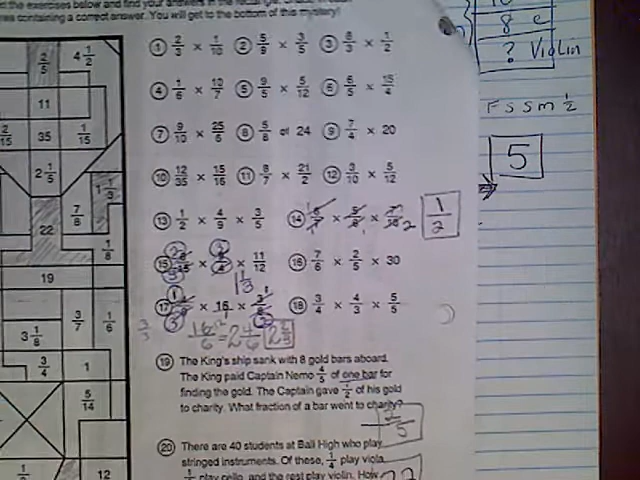 the exercises below and find your answers in the
area containing a correct answer. You will get to the bottom of this mystery!
① 2/3 × 1/10 ② 5/9 × 3/5 ③ 8/3 × 1/2
④ 1/6 × 10/7 ⑤ 9/5 × 5/12 ⑥ 6/5 × 15/4
⑦ 9/10 × 25/6 ⑧ 5/8 of 24 ⑨ 7/4 × 20
⑩ 12/35 × 15/16 ⑪ 8/7 × 21/2 ⑫ 3/10 × 5/12
⑬ 1/2 × 4/9 × 3/5 ⑭ 1/2
⑮ × 11/12 ⑯ 7/6 × 2/5 × 30
1 1/3
⑰ × 16 × ⑱ 3/4 × 4/3 × 5/5
16/6 = 2 4/6
⑲ The King's ship sank with 8 gold bars aboard.
The King paid Captain Nemo 4/5 of one bar for
finding the gold. The Captain gave 1/2 of his gold
to charity. What fraction of a bar went to charity?
⑳ There are 40 students at Ball High who play
stringed instruments. Of these, 1/4 play viola
play cello, and the rest play violin. How
2/5
4 1/2
11
2/15
35
1/15
2 1/5
1 1/3
7/8
22
1/8
19
3/7
1/6
3 1/8
3/4
1
5/14
12
8 c
? Violin
F S S M 1/2
5